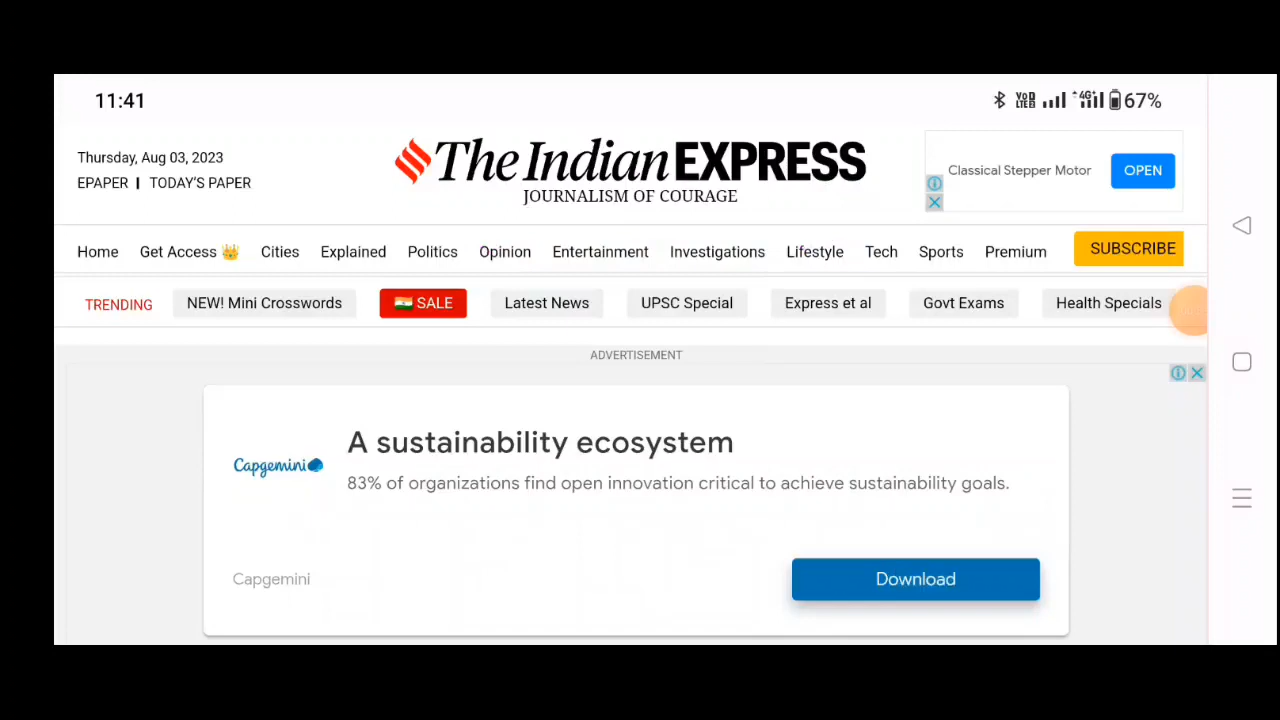 11:41
VoD LTED 4G+ 67%
Thursday, Aug 03, 2023
EPAPER | TODAY'S PAPER
The Indian EXPRESS
JOURNALISM OF COURAGE
Classical Stepper Motor
OPEN
Home Get Access Cities Explained Politics Opinion Entertainment Investigations Lifestyle Tech Sports Premium SUBSCRIBE
TRENDING NEW! Mini Crosswords SALE Latest News UPSC Special Express et al Govt Exams Health Specials
ADVERTISEMENT
Capgemini
A sustainability ecosystem
83% of organizations find open innovation critical to achieve sustainability goals.
Capgemini
Download